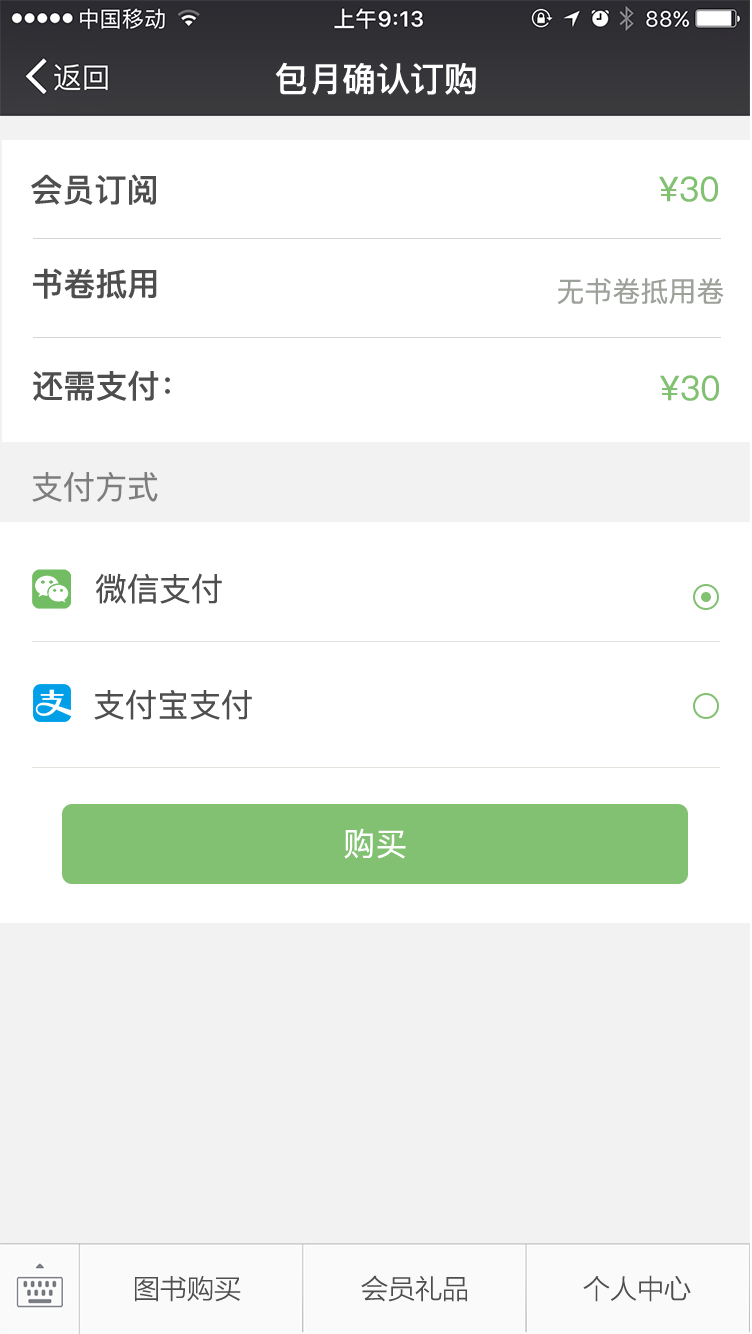 中国移动 上午9:13 88%
返回 包月确认订购
会员订阅 ¥30
书卷抵用 无书卷抵用卷
还需支付： ¥30
支付方式
微信支付
支 支付宝支付
购买
图书购买 会员礼品 个人中心